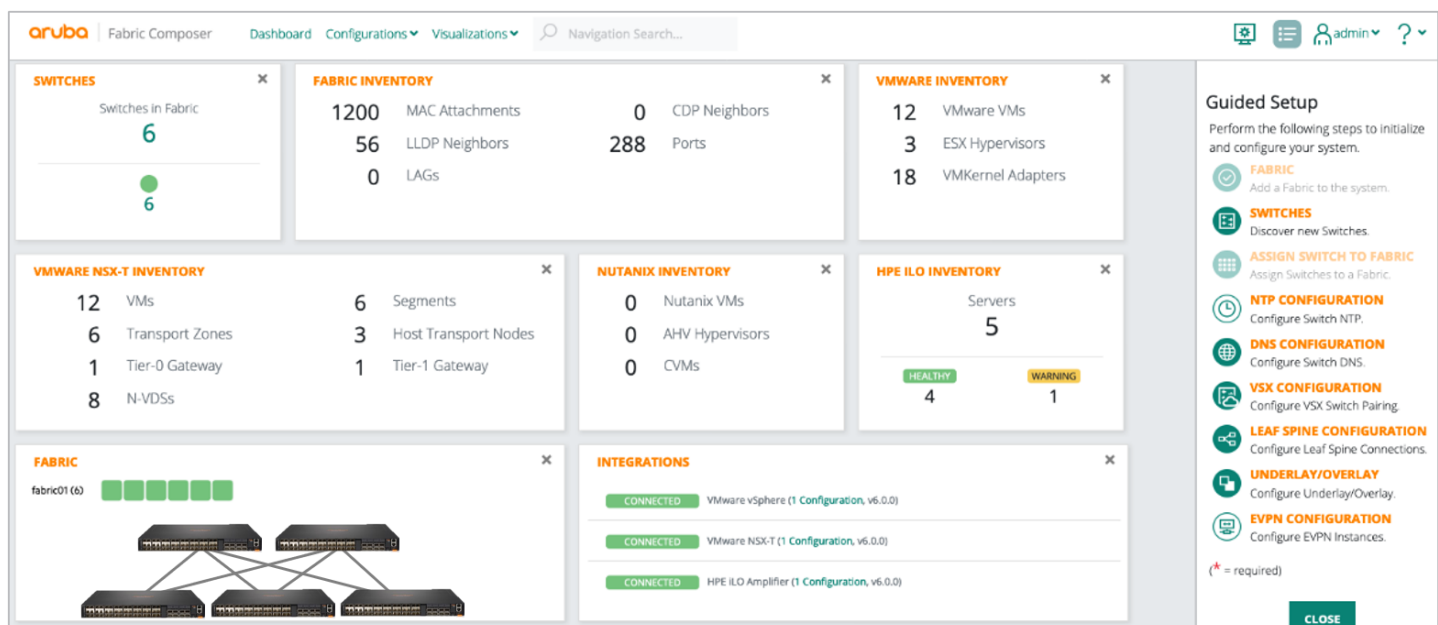 aruba Fabric Composer Dashboard Configurations Visualizations Navigation Search... admin ?
SWITCHES
Switches in Fabric
6
6
FABRIC INVENTORY
1200 MAC Attachments 0 CDP Neighbors
56 LLDP Neighbors 288 Ports
0 LAGs
VMWARE INVENTORY
12 VMware VMs
3 ESX Hypervisors
18 VMKernel Adapters
VMWARE NSX-T INVENTORY
12 VMs 6 Segments
6 Transport Zones 3 Host Transport Nodes
1 Tier-0 Gateway 1 Tier-1 Gateway
8 N-VDSs
NUTANIX INVENTORY
0 Nutanix VMs
0 AHV Hypervisors
0 CVMs
HPE ILO INVENTORY
Servers
5
HEALTHY WARNING
4 1
FABRIC
fabric01 (6)
INTEGRATIONS
CONNECTED VMware vSphere (1 Configuration, v6.0.0)
CONNECTED VMware NSX-T (1 Configuration, v6.0.0)
CONNECTED HPE iLO Amplifier (1 Configuration, v6.0.0)
Guided Setup
Perform the following steps to initialize
and configure your system.
FABRIC
Add a Fabric to the system.
SWITCHES
Discover new Switches.
ASSIGN SWITCH TO FABRIC
Assign Switches to a Fabric.
NTP CONFIGURATION
Configure Switch NTP.
DNS CONFIGURATION
Configure Switch DNS.
VSX CONFIGURATION
Configure VSX Switch Pairing.
LEAF SPINE CONFIGURATION
Configure Leaf Spine Connections.
UNDERLAY/OVERLAY
Configure Underlay/Overlay.
EVPN CONFIGURATION
Configure EVPN Instances.
(* = required)
CLOSE